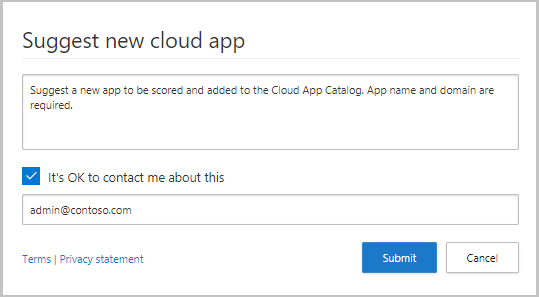 Suggest new cloud app
Suggest a new app to be scored and added to the Cloud App Catalog. App name and domain are
required.
It's OK to contact me about this
admin@contoso.com
Terms | Privacy statement
Submit
Cancel